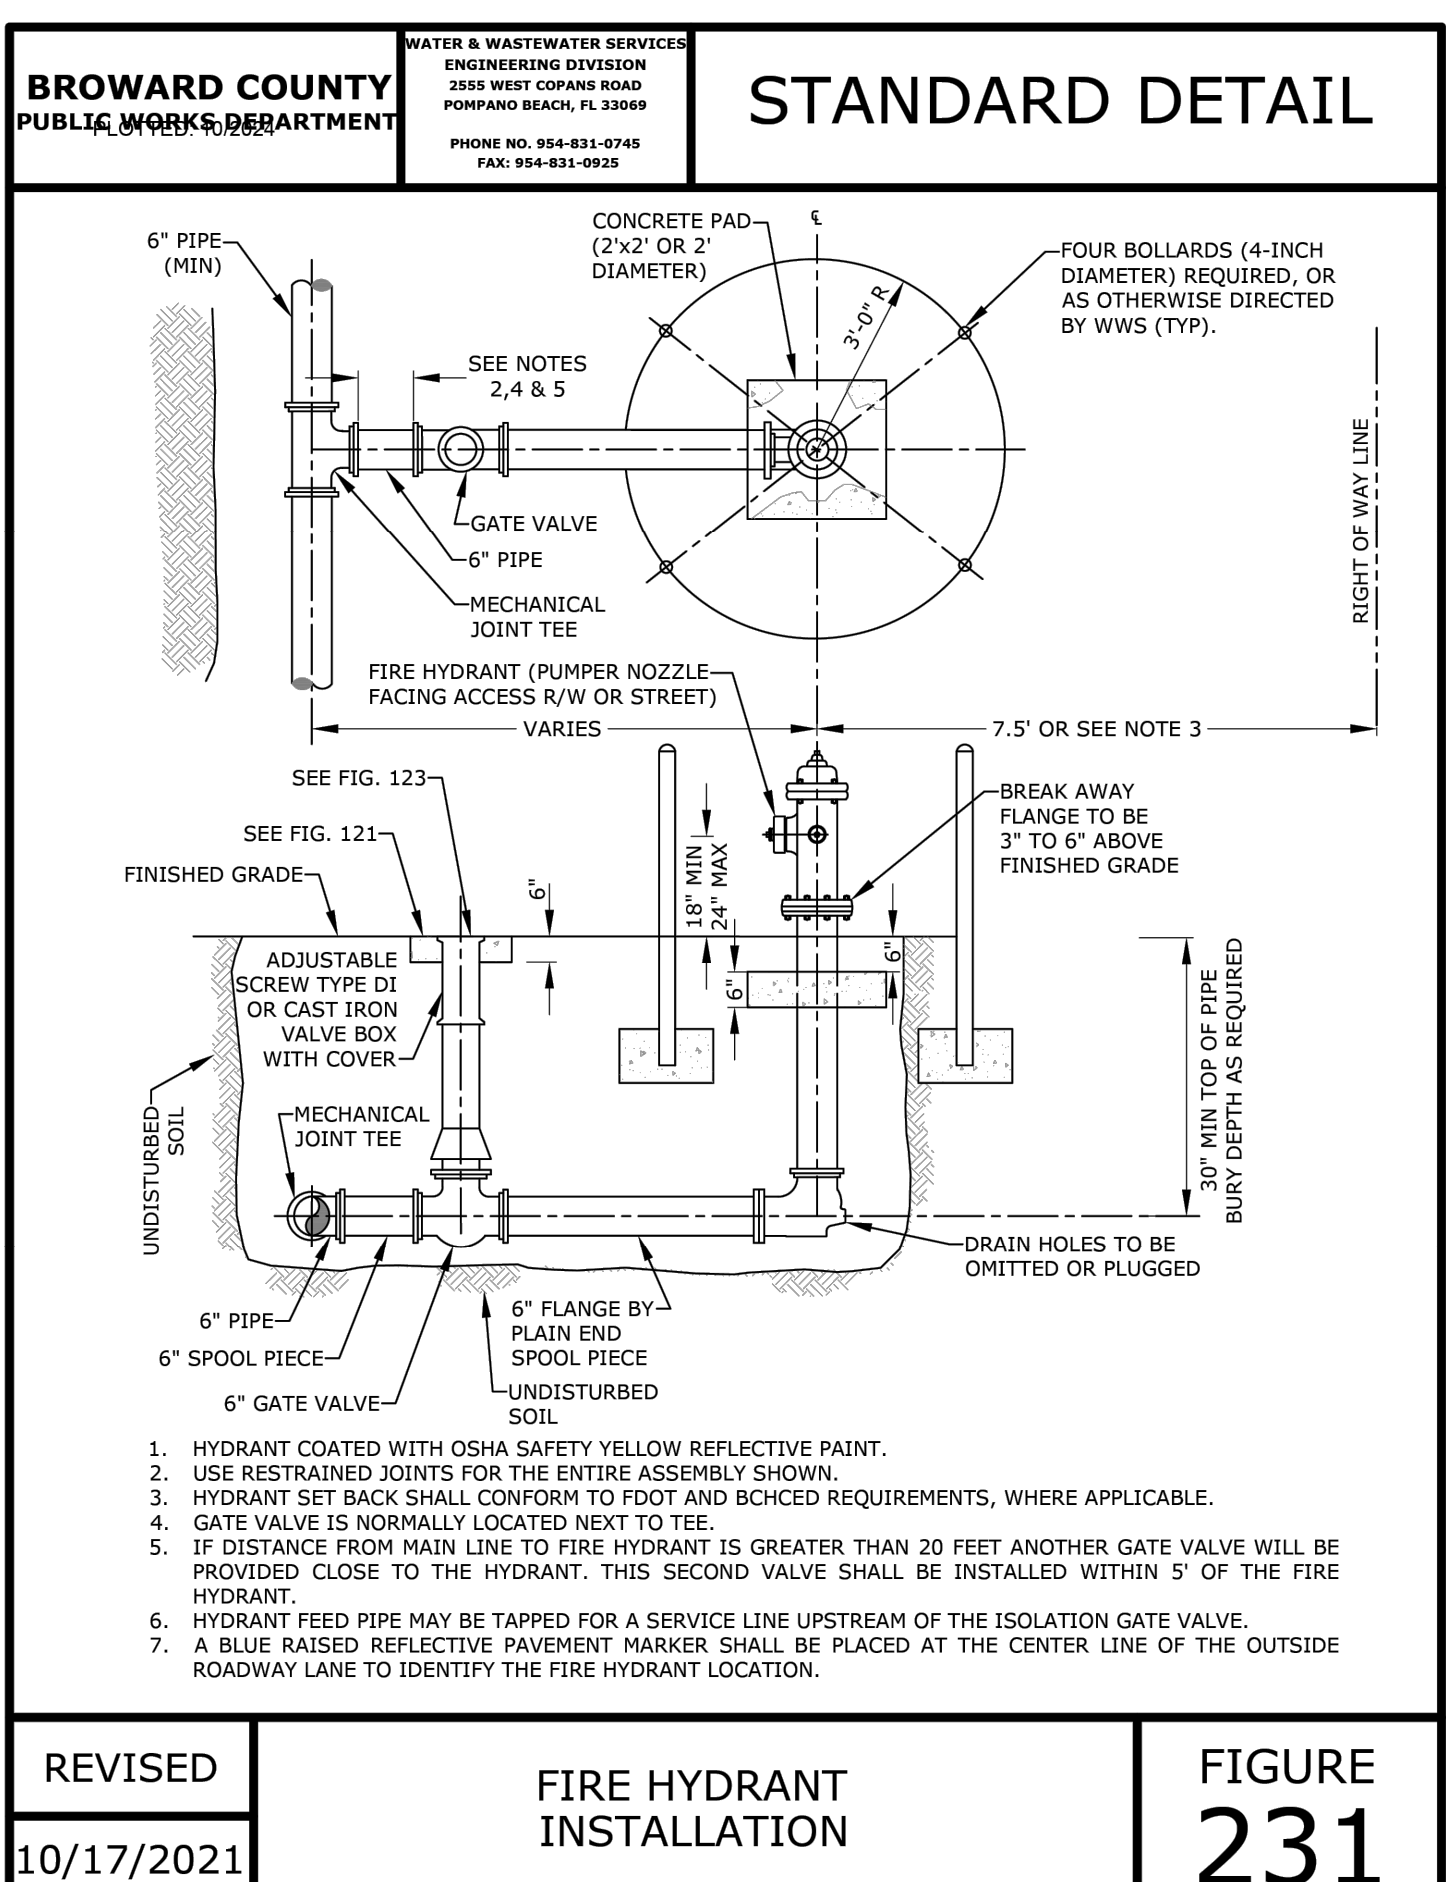 BROWARD COUNTY
PUBLIC WORKS DEPARTMENT
PLOTTED: 10/2024
WATER & WASTEWATER SERVICES
ENGINEERING DIVISION
2555 WEST COPANS ROAD
POMPANO BEACH, FL 33069
PHONE NO. 954-831-0745
FAX: 954-831-0925
STANDARD DETAIL
6" PIPE
(MIN)
CONCRETE PAD
(2'x2' OR 2'
DIAMETER)
℄
3'-0" R
FOUR BOLLARDS (4-INCH
DIAMETER) REQUIRED, OR
AS OTHERWISE DIRECTED
BY WWS (TYP).
SEE NOTES
2,4 & 5
GATE VALVE
6" PIPE
MECHANICAL
JOINT TEE
RIGHT OF WAY LINE
FIRE HYDRANT (PUMPER NOZZLE
FACING ACCESS R/W OR STREET)
VARIES
7.5' OR SEE NOTE 3
SEE FIG. 123
SEE FIG. 121
FINISHED GRADE
6"
18" MIN
24" MAX
BREAK AWAY
FLANGE TO BE
3" TO 6" ABOVE
FINISHED GRADE
ADJUSTABLE
SCREW TYPE DI
OR CAST IRON
VALVE BOX
WITH COVER
6"
6"
30" MIN TOP OF PIPE
BURY DEPTH AS REQUIRED
UNDISTURBED
SOIL
MECHANICAL
JOINT TEE
DRAIN HOLES TO BE
OMITTED OR PLUGGED
6" PIPE
6" SPOOL PIECE
6" GATE VALVE
6" FLANGE BY
PLAIN END
SPOOL PIECE
UNDISTURBED
SOIL
1. HYDRANT COATED WITH OSHA SAFETY YELLOW REFLECTIVE PAINT.
2. USE RESTRAINED JOINTS FOR THE ENTIRE ASSEMBLY SHOWN.
3. HYDRANT SET BACK SHALL CONFORM TO FDOT AND BCHCED REQUIREMENTS, WHERE APPLICABLE.
4. GATE VALVE IS NORMALLY LOCATED NEXT TO TEE.
5. IF DISTANCE FROM MAIN LINE TO FIRE HYDRANT IS GREATER THAN 20 FEET ANOTHER GATE VALVE WILL BE
PROVIDED CLOSE TO THE HYDRANT. THIS SECOND VALVE SHALL BE INSTALLED WITHIN 5' OF THE FIRE
HYDRANT.
6. HYDRANT FEED PIPE MAY BE TAPPED FOR A SERVICE LINE UPSTREAM OF THE ISOLATION GATE VALVE.
7. A BLUE RAISED REFLECTIVE PAVEMENT MARKER SHALL BE PLACED AT THE CENTER LINE OF THE OUTSIDE
ROADWAY LANE TO IDENTIFY THE FIRE HYDRANT LOCATION.
REVISED
10/17/2021
FIRE HYDRANT
INSTALLATION
FIGURE
231